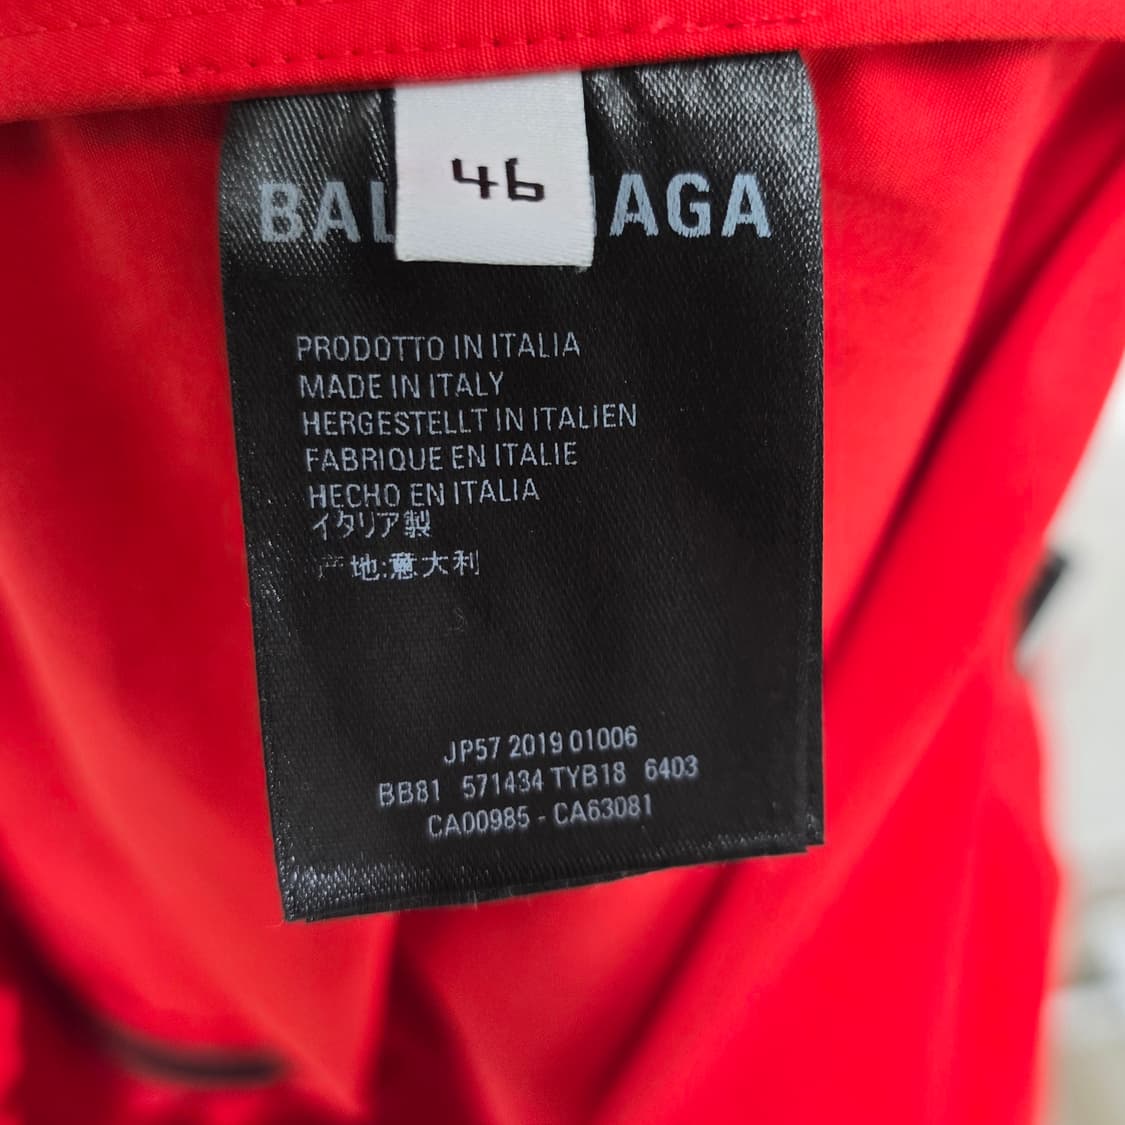 46
BAL NAGA
PRODOTTO IN ITALIA
MADE IN ITALY
HERGESTELLT IN ITALIEN
FABRIQUE EN ITALIE
HECHO EN ITALIA
イタリア製
产地:意大利
JP57 2019 01006
BB81 571434 TYB18 6403
CA00985 - CA63081